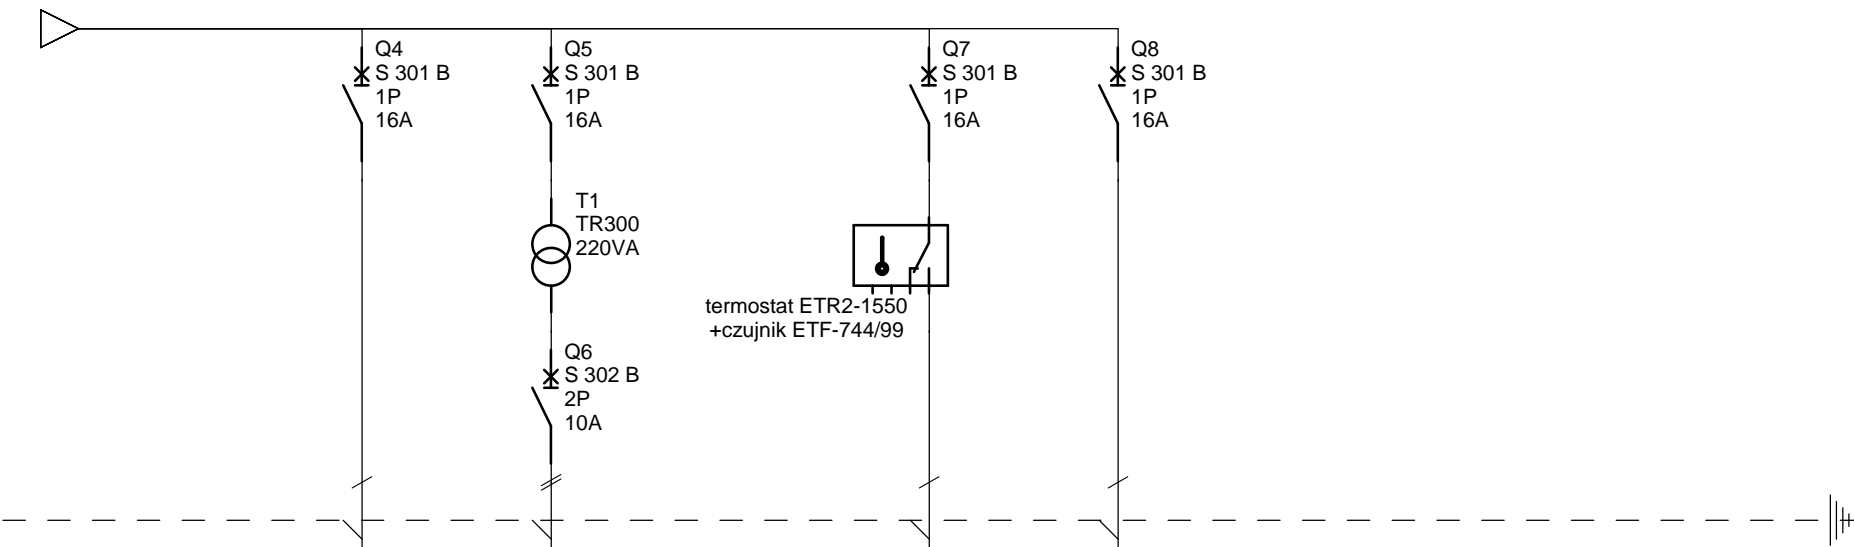 Q4
S 301 B
1P
16A
Q5
S 301 B
1P
16A
Q7
S 301 B
1P
16A
Q8
S 301 B
1P
16A
T1
TR300
220VA
termostat ETR2-1550
+czujnik ETF-744/99
Q6
S 302 B
2P
10A